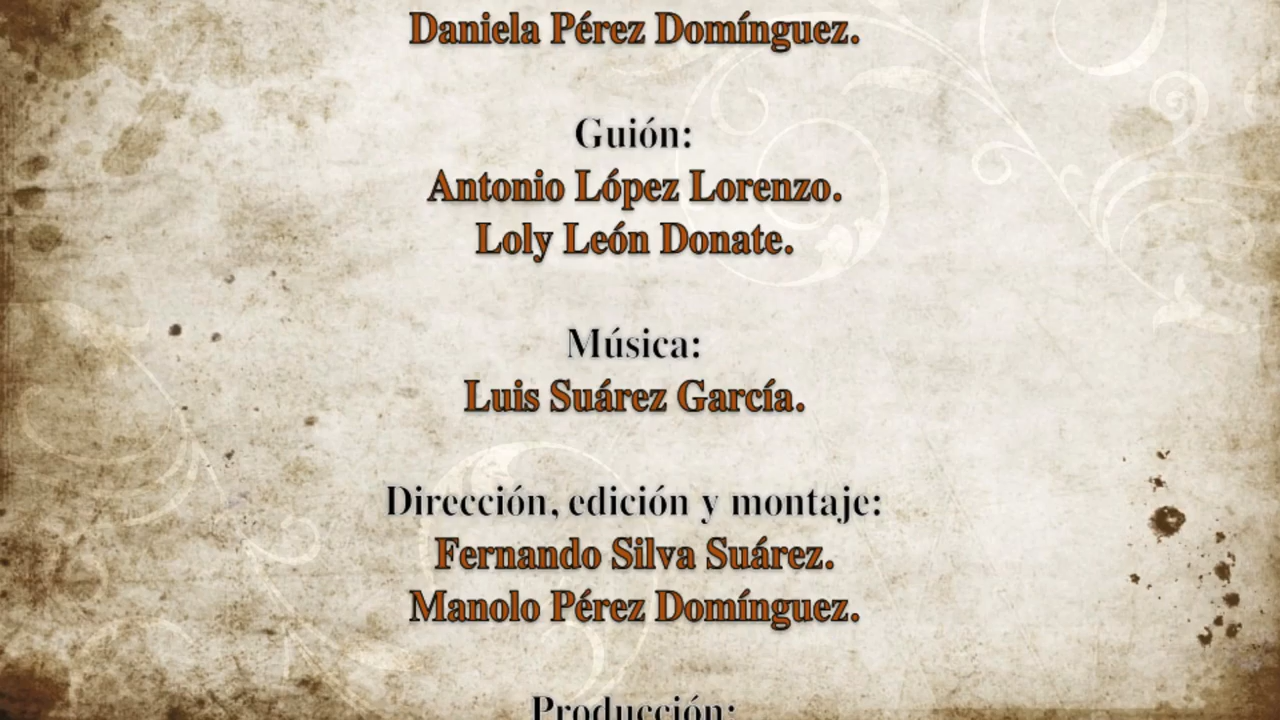 Daniela Pérez Domínguez.
Guión:
Antonio López Lorenzo.
Loly León Donate.
Música:
Luis Suárez García.
Dirección, edición y montaje:
Fernando Silva Suárez.
Manolo Pérez Domínguez.
Producción: